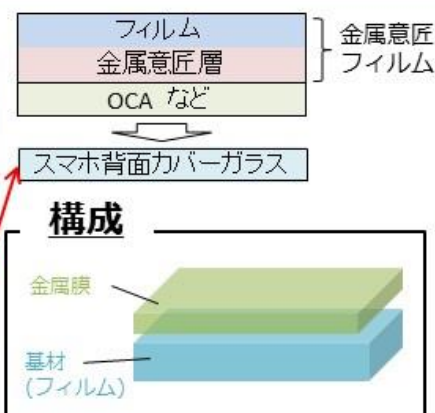 フィルム
金属意匠層
OCA など
金属意匠
フィルム
スマホ背面カバーガラス
構成
金属膜
基材
(フィルム)